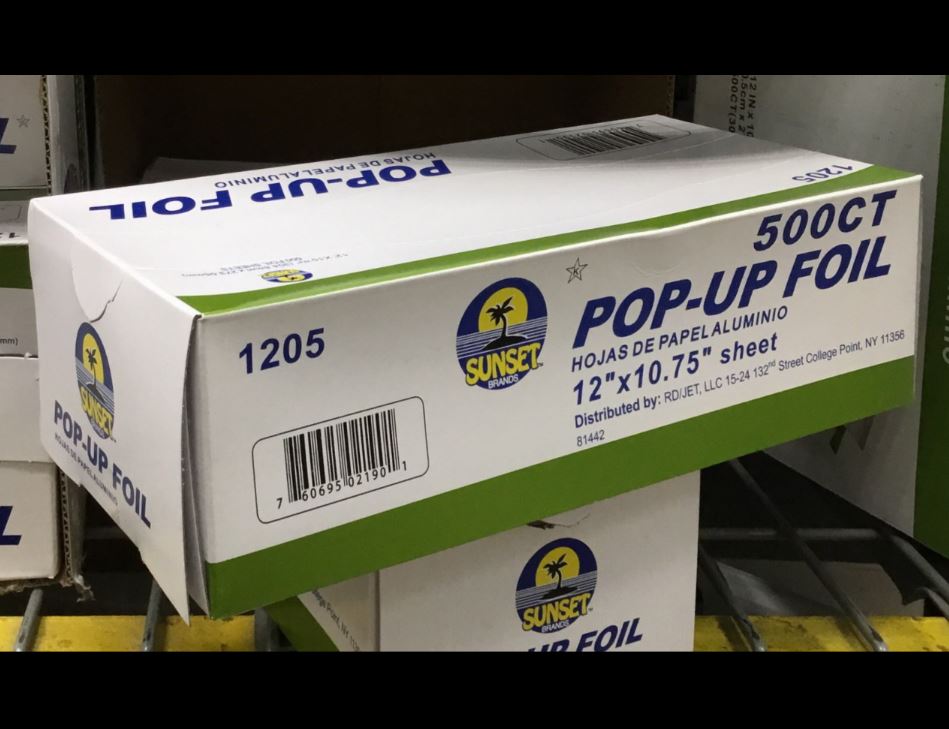 POP-UP FOIL
HOJAS DE PAPEL ALUMINIO
1205
500CT
POP-UP FOIL
HOJAS DE PAPEL ALUMINIO
12"x10.75" sheet
Distributed by: RD/JET, LLC 15-24 132nd Street College Point, NY 11356
81442
1205
SUNSET
BRANDS
K
7 60695 02190 1
SUNSET
POP-UP FOIL
HOJAS DE PAPEL ALUMINIO
SUNSET
BRANDS
UP FOIL